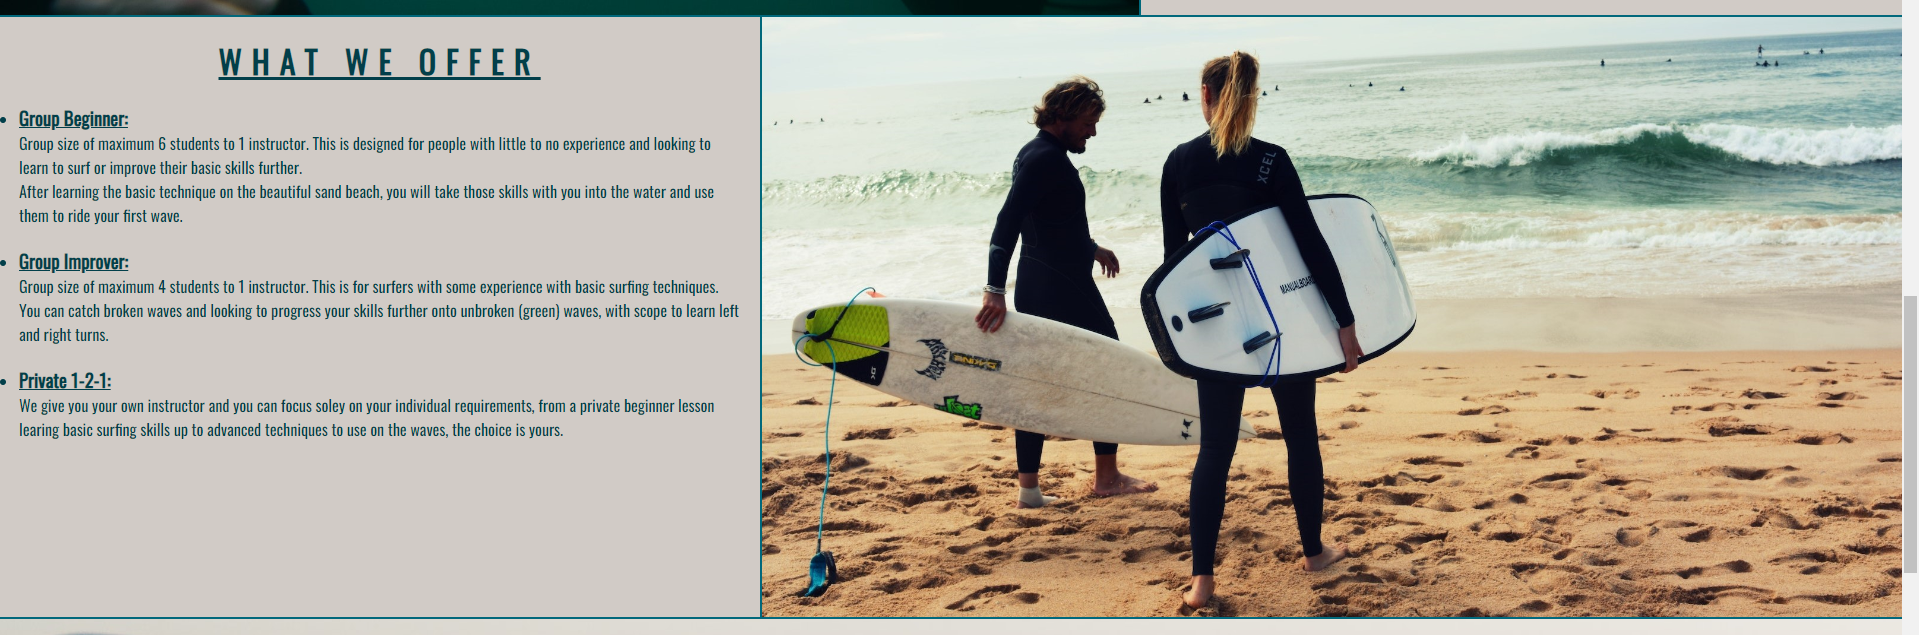 WHAT WE OFFER
Group Beginner:
Group size of maximum 6 students to 1 instructor. This is designed for people with little to no experience and looking to
learn to surf or improve their basic skills further.
After learning the basic technique on the beautiful sand beach, you will take those skills with you into the water and use
them to ride your first wave.
Group Improver:
Group size of maximum 4 students to 1 instructor. This is for surfers with some experience with basic surfing techniques.
You can catch broken waves and looking to progress your skills further onto unbroken (green) waves, with scope to learn left
and right turns.
Private 1-2-1:
We give you your own instructor and you can focus soley on your individual requirements, from a private beginner lesson
learing basic surfing skills up to advanced techniques to use on the waves, the choice is yours.
XCEL